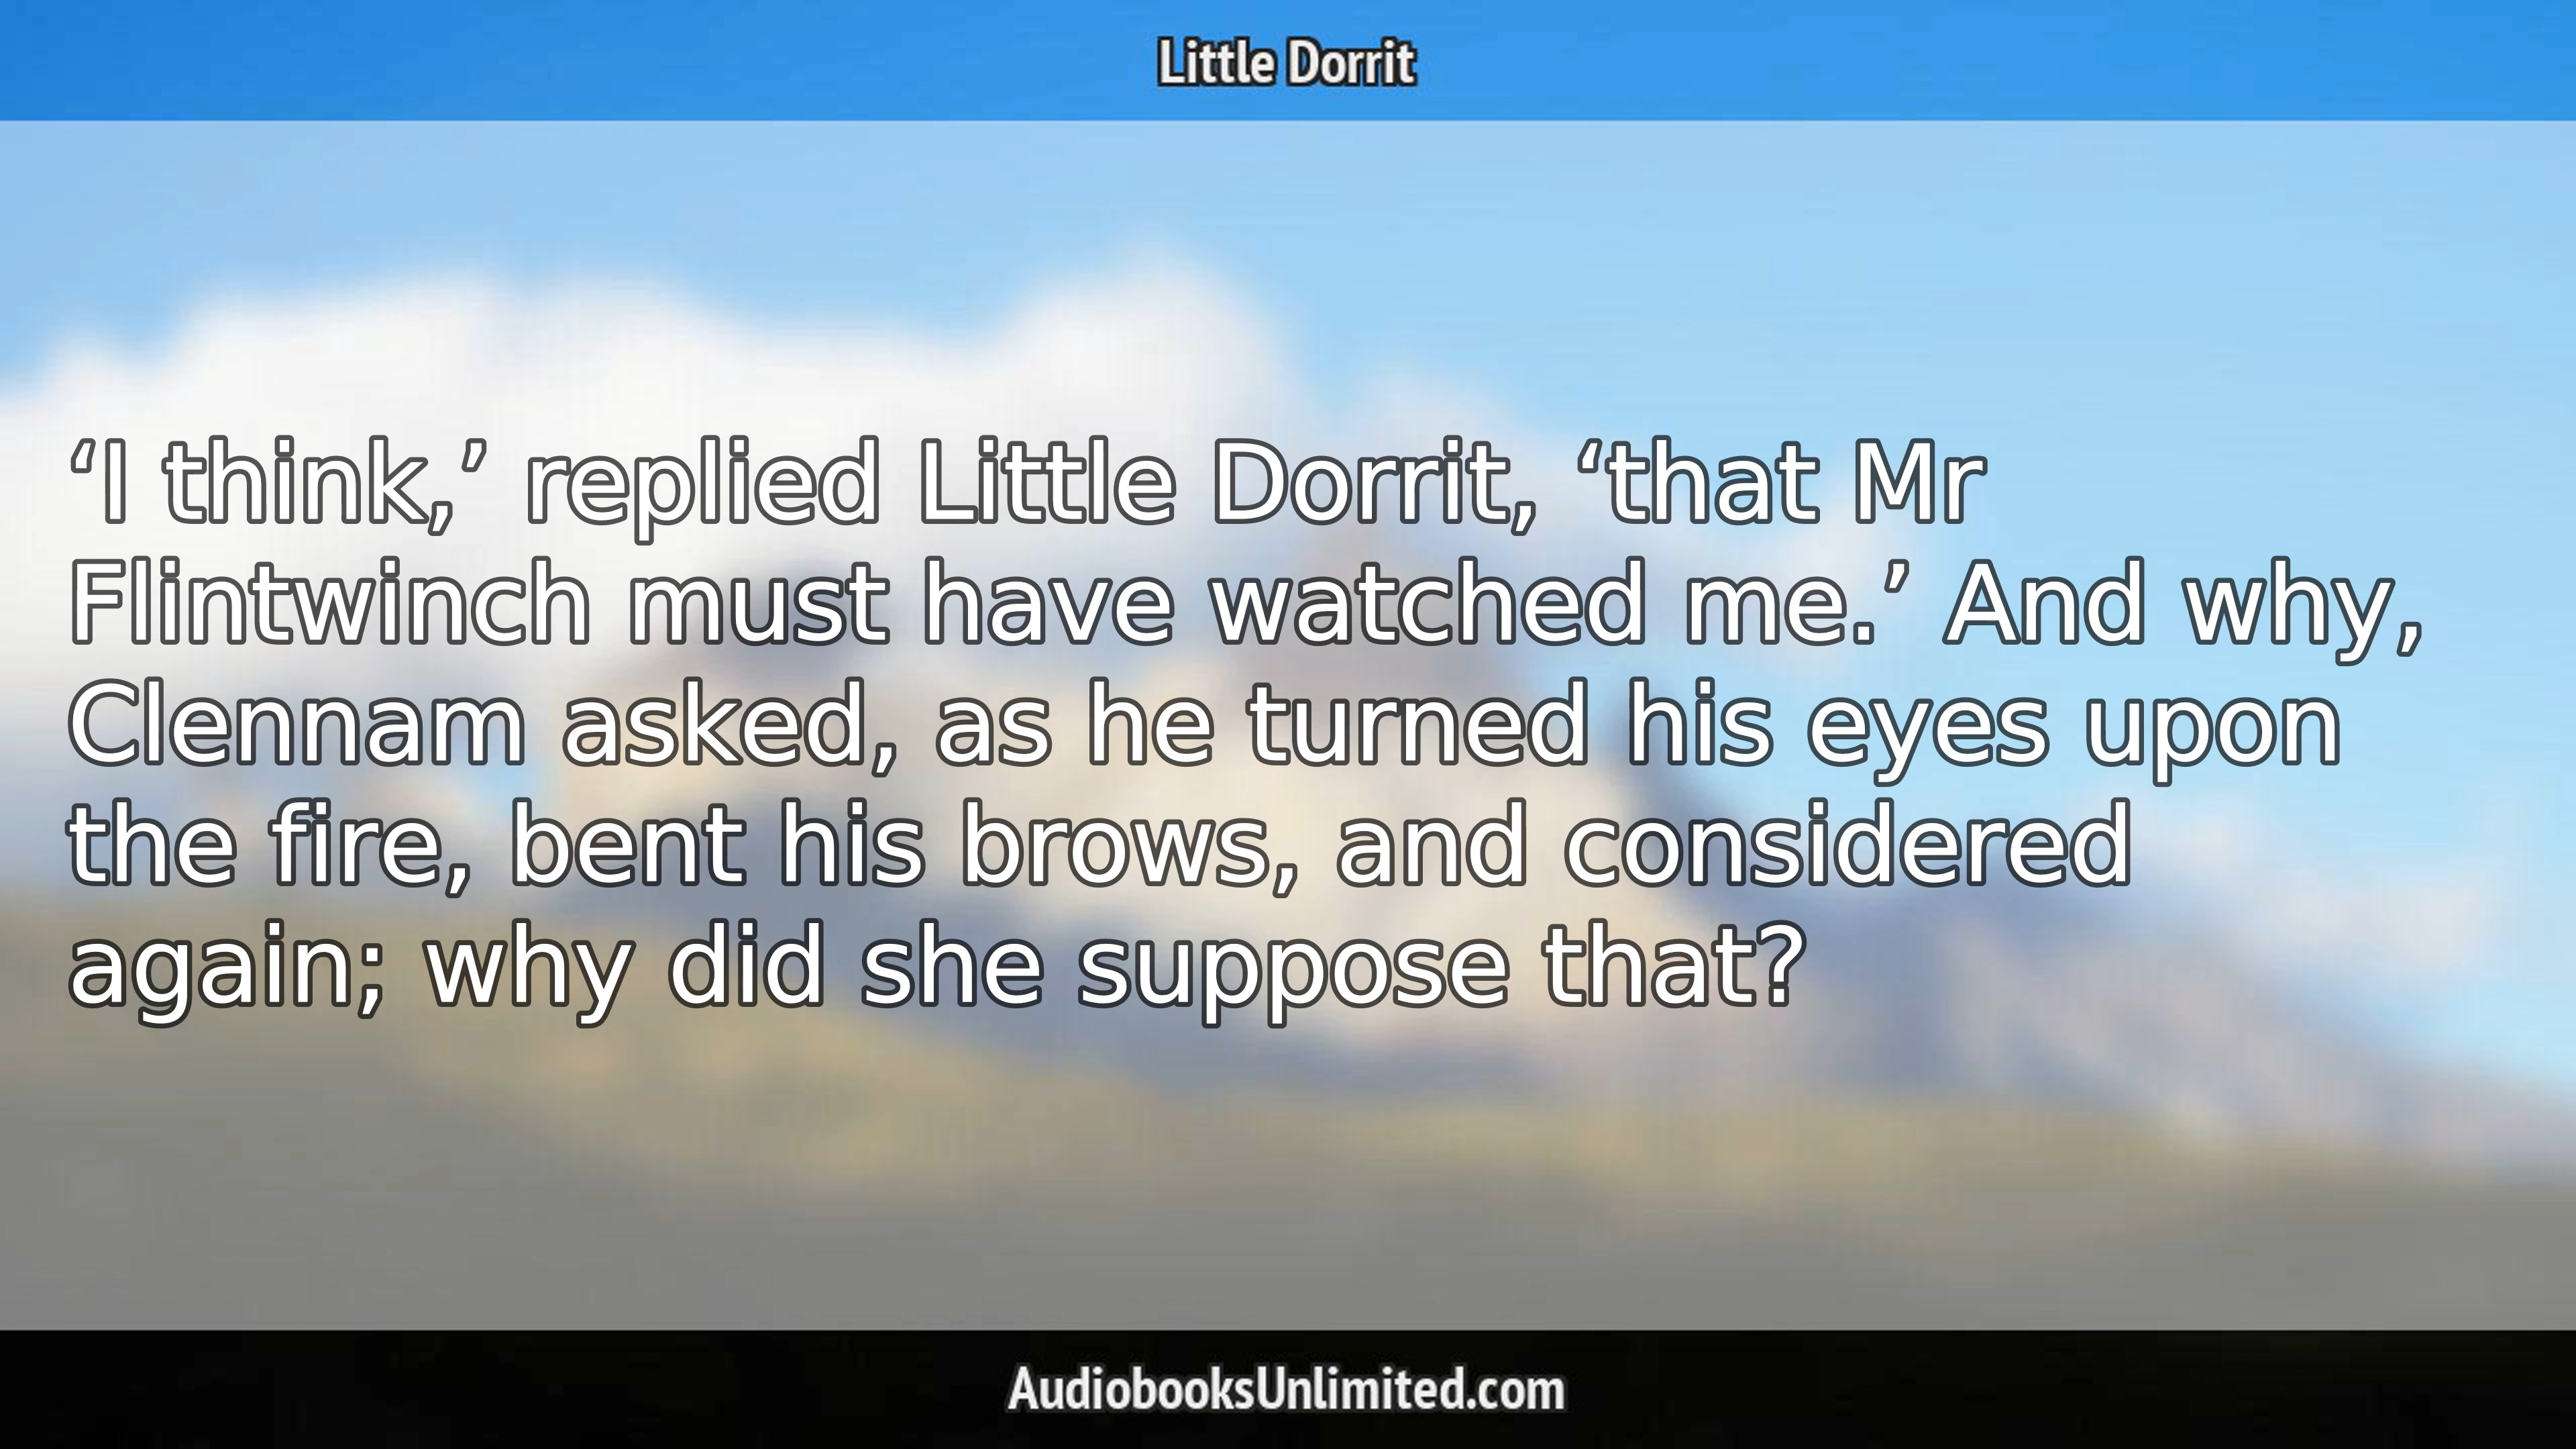 Little Dorrit
‘I think,’ replied Little Dorrit, ‘that Mr
Flintwinch must have watched me.’ And why,
Clennam asked, as he turned his eyes upon
the fire, bent his brows, and considered
again; why did she suppose that?
AudiobooksUnlimited.com